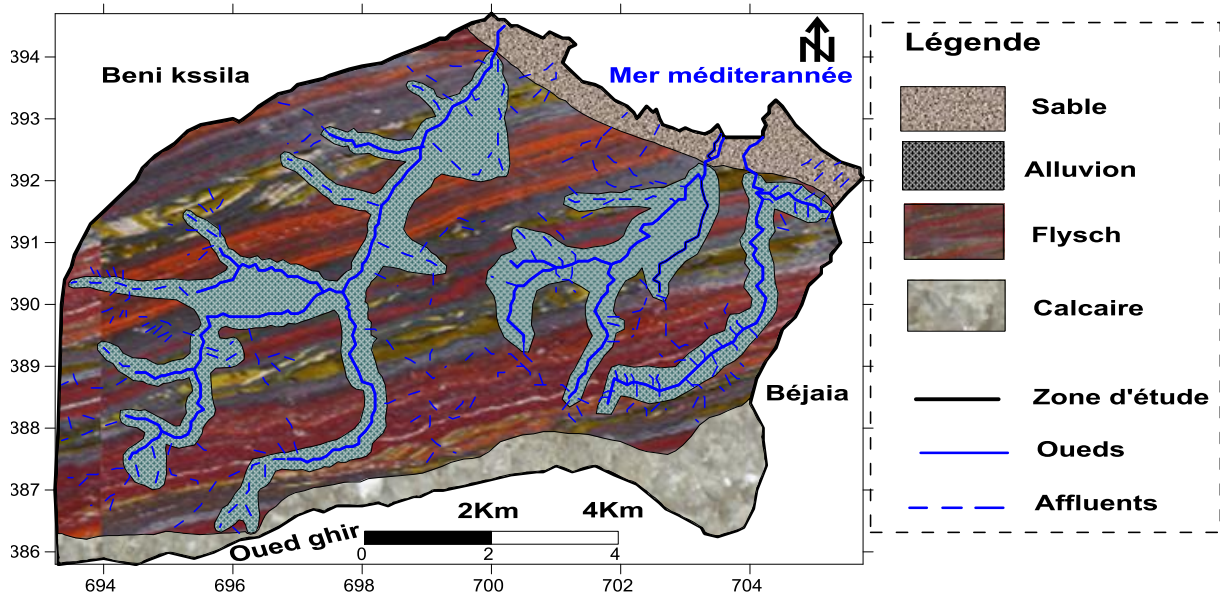 394
393
392
391
390
389
388
387
386
694
696
698
700
702
704
Beni kssila
N
Mer méditerannée
Béjaia
Oued ghir
2Km
4Km
0
2
4
Légende
Sable
Alluvion
Flysch
Calcaire
Zone d'étude
Oueds
Affluents